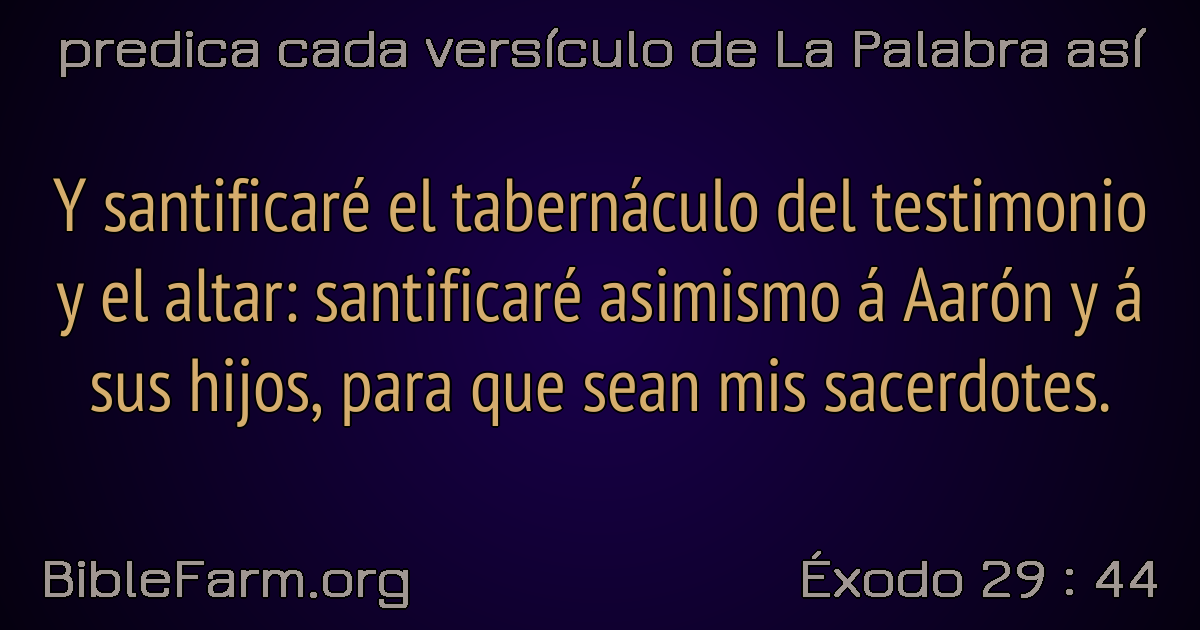 predica cada versículo de La Palabra así
Y santificaré el tabernáculo del testimonio
y el altar: santificaré asimismo á Aarón y á
sus hijos, para que sean mis sacerdotes.
BibleFarm.org
Éxodo 29 : 44